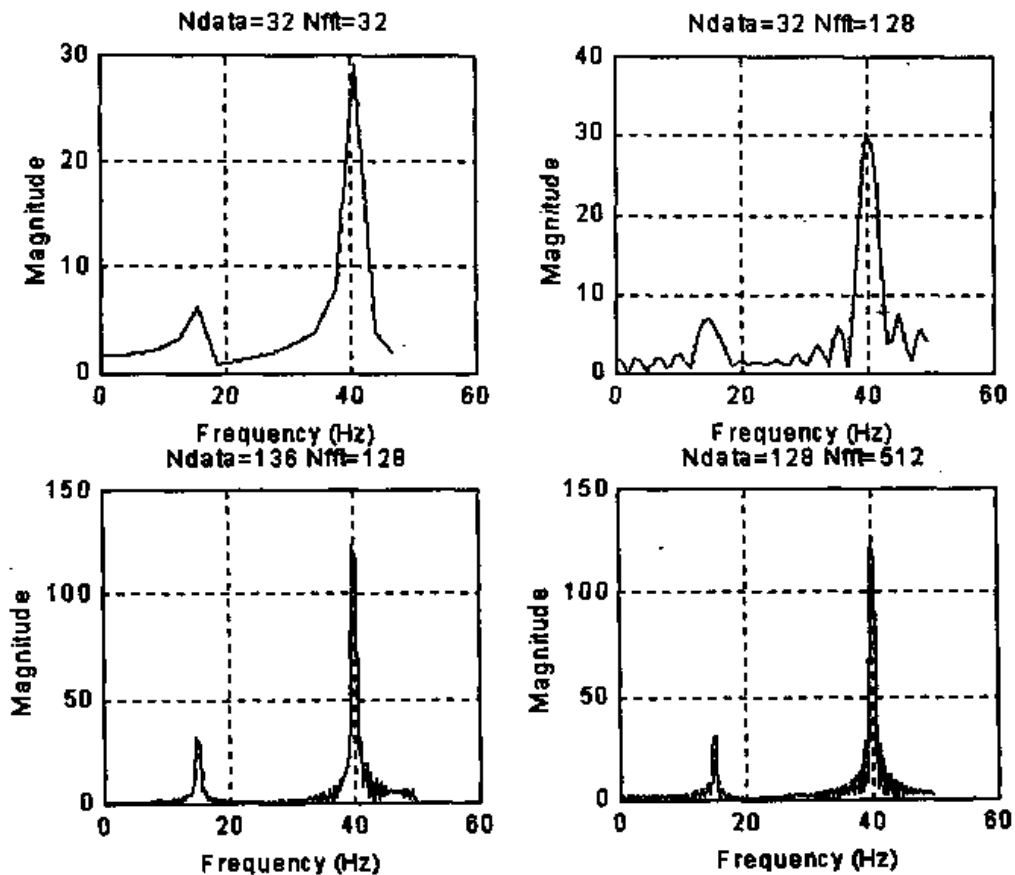 Ndata=32 Nfft=32
30
20
10
0
0 20 40 60
Magnitude
Frequency (Hz)
Ndata=32 Nfft=128
40
30
20
10
0
0 20 40 60
Magnitude
Frequency (Hz)
Ndata=136 Nfft=128
150
100
50
0
0 20 40 60
Magnitude
Frequency (Hz)
Ndata=128 Nfft=512
150
100
50
0
0 20 40 60
Magnitude
Frequency (Hz)